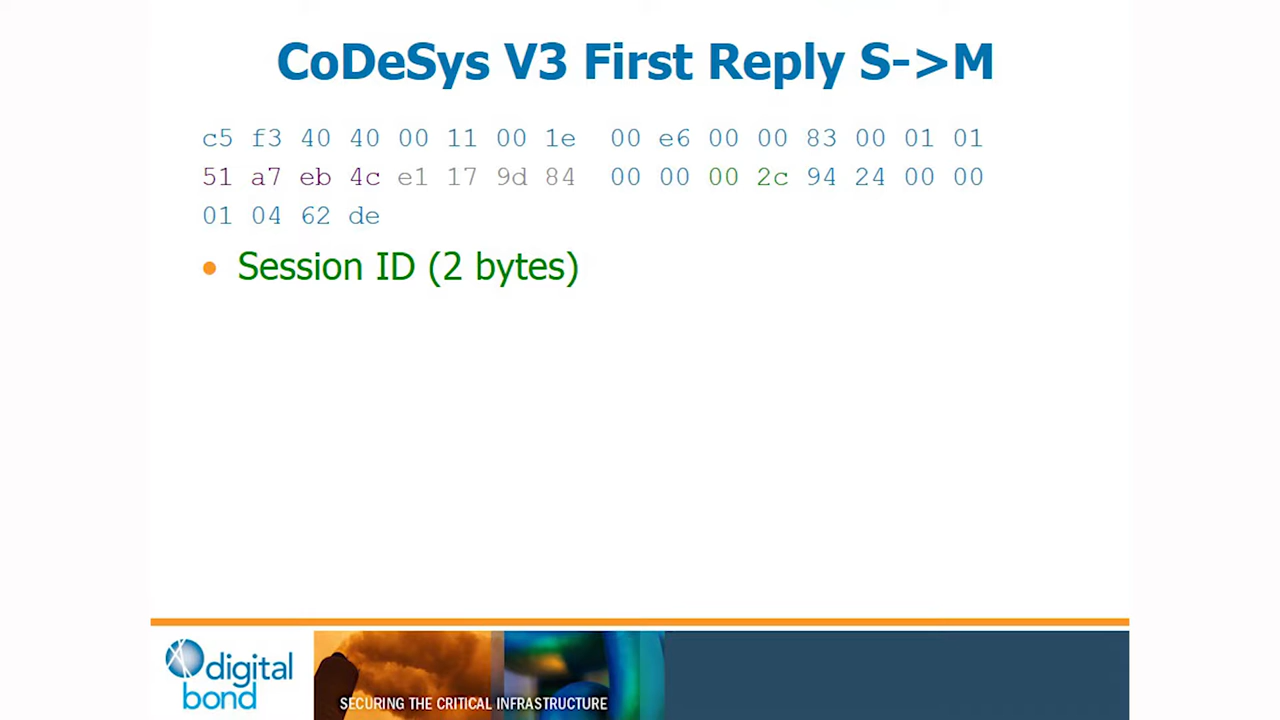 CoDeSys V3 First Reply S->M
c5 f3 40 40 00 11 00 1e 00 e6 00 00 83 00 01 01
51 a7 eb 4c e1 17 9d 84 00 00 00 2c 94 24 00 00
01 04 62 de
• Session ID (2 bytes)
digital
bond
SECURING THE CRITICAL INFRASTRUCTURE